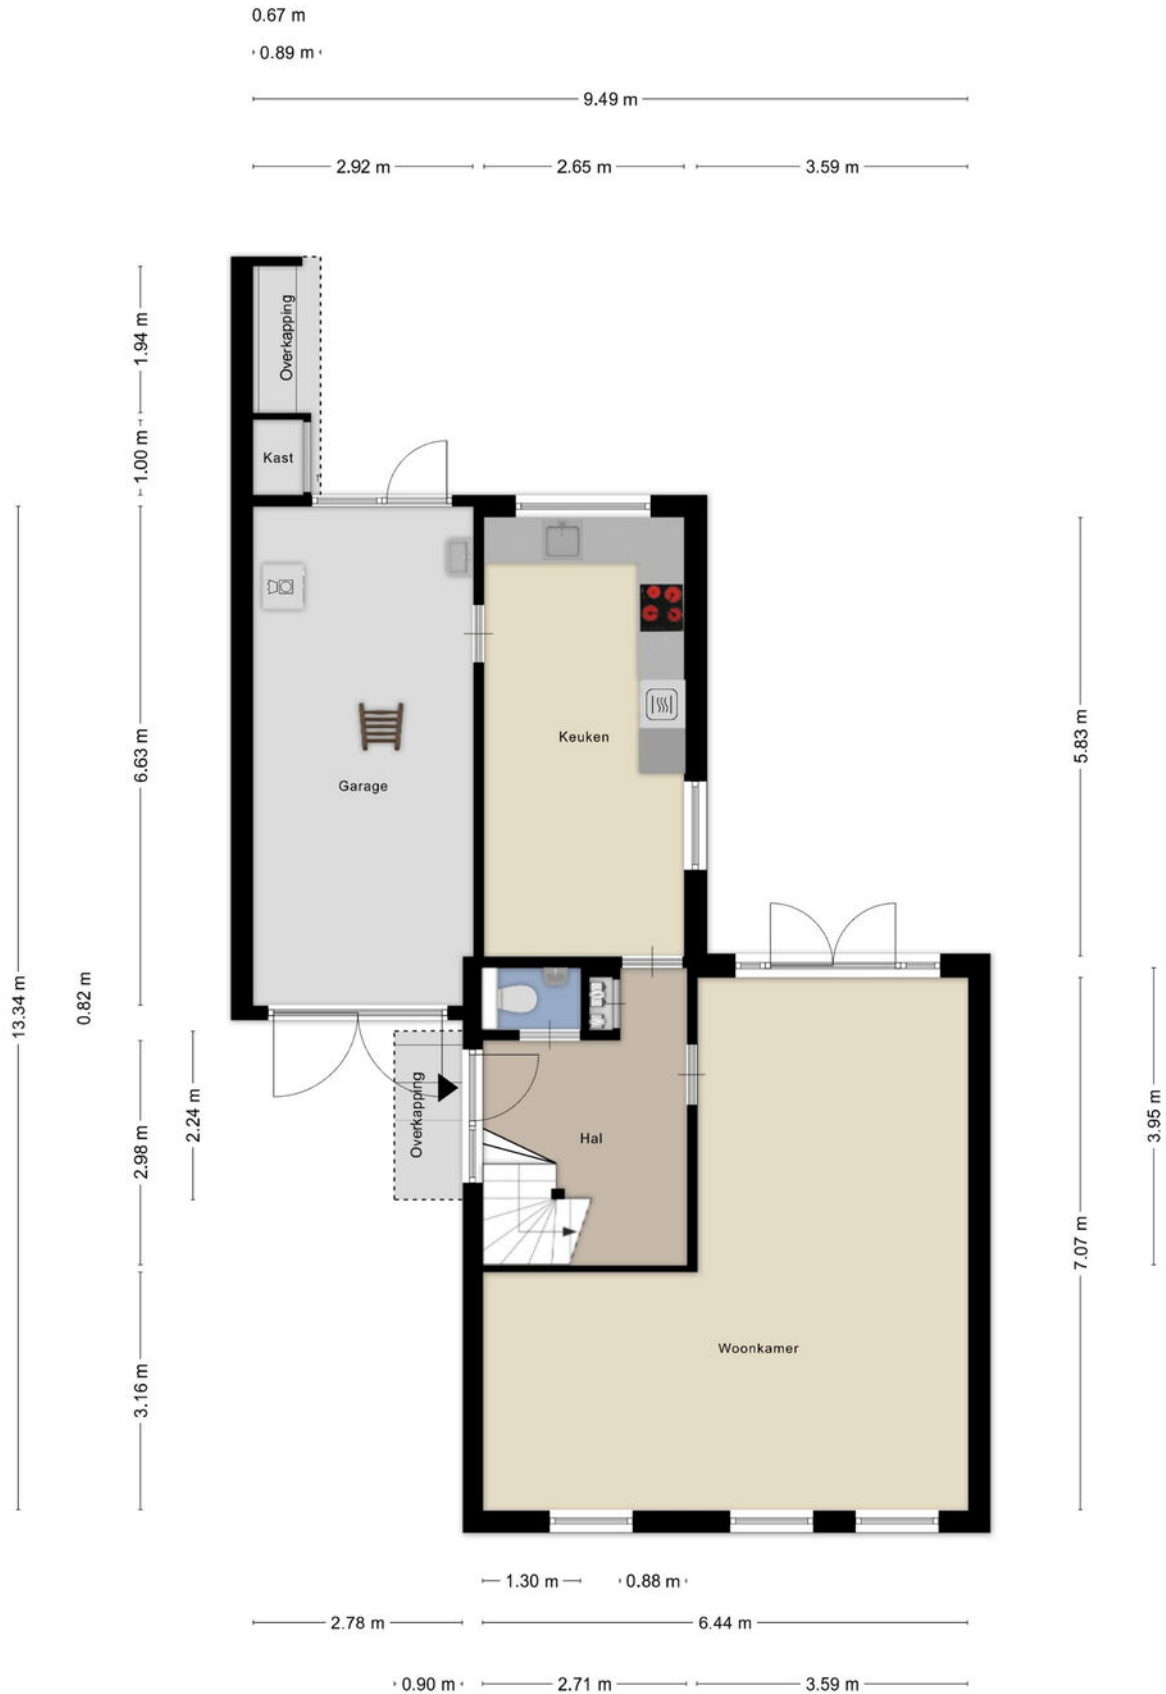 0.67 m
0.89 m
9.49 m
2.92 m
2.65 m
3.59 m
Overkapping
1.94 m
1.00 m
Kast
6.63 m
5.83 m
Keuken
Garage
13.34 m
0.82 m
2.24 m
Overkapping
2.98 m
Hal
3.95 m
7.07 m
Woonkamer
3.16 m
1.30 m
0.88 m
2.78 m
6.44 m
0.90 m
2.71 m
3.59 m